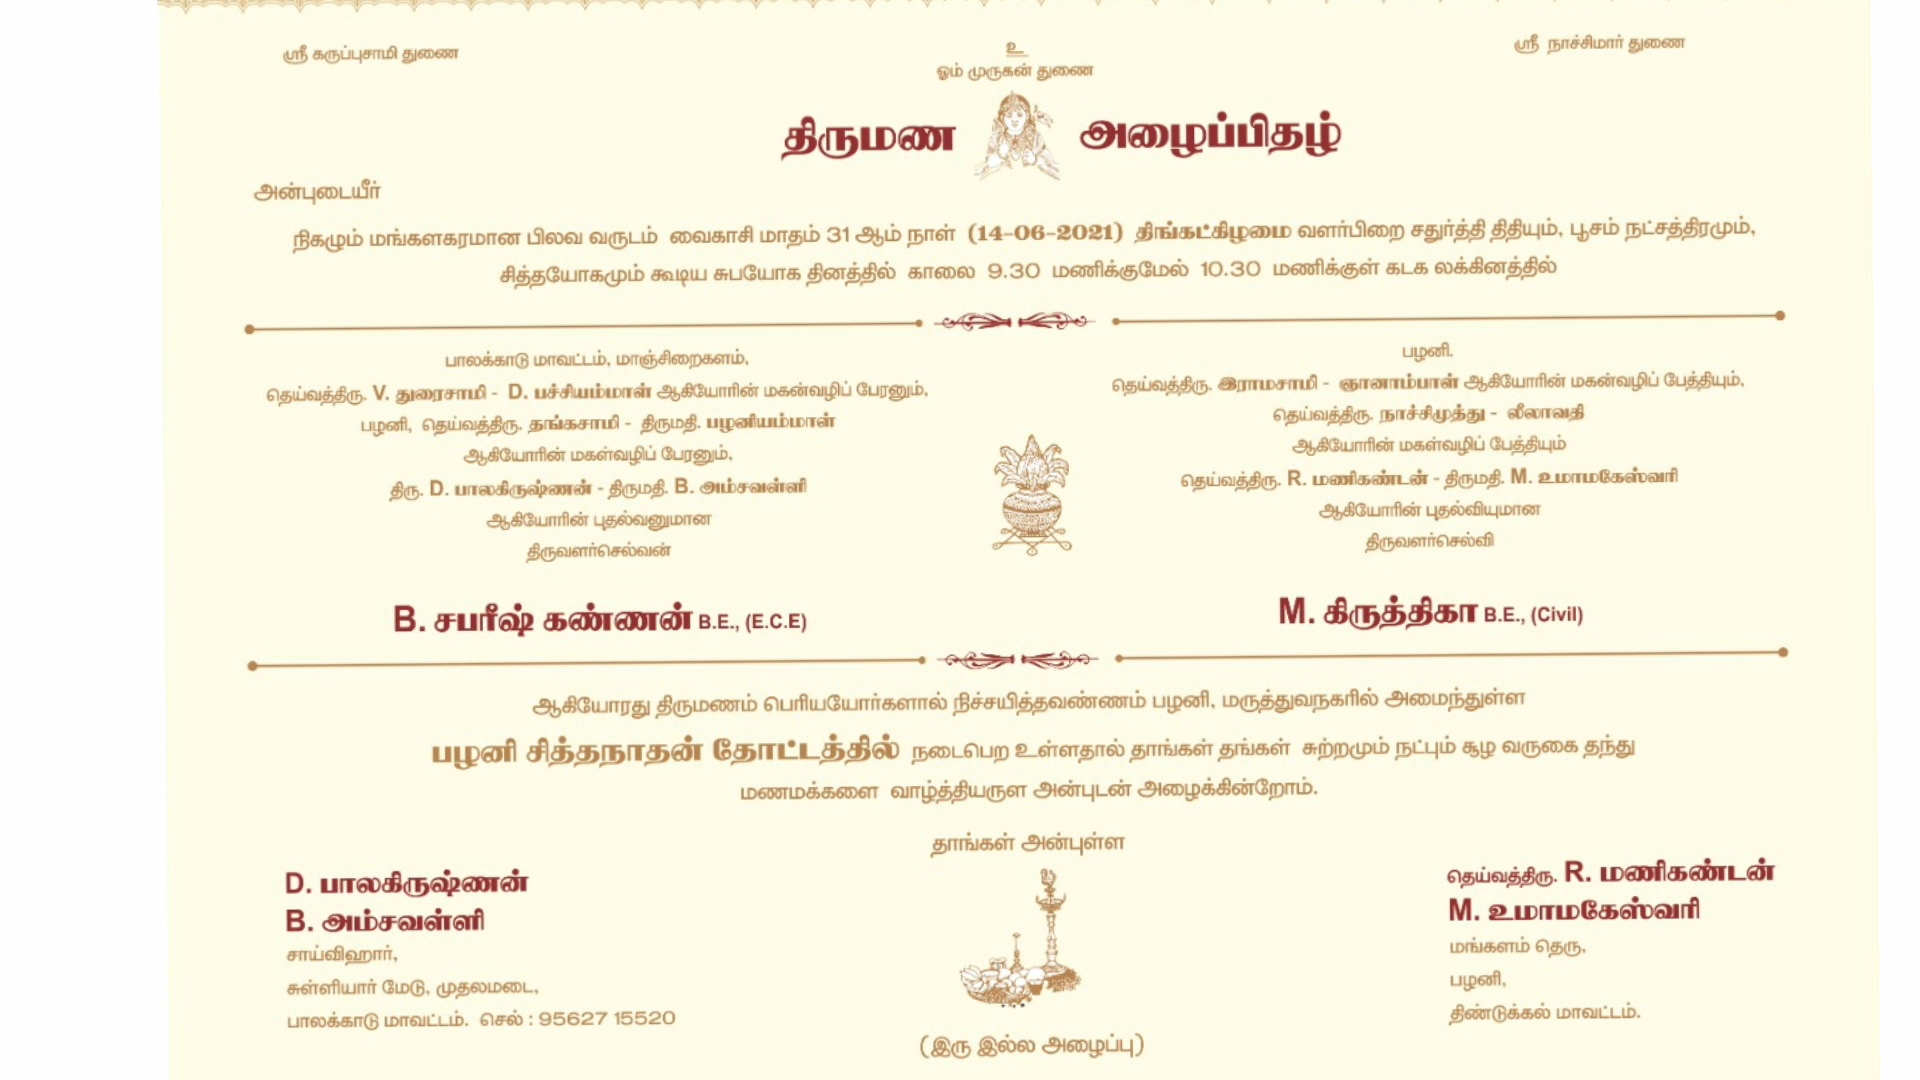 ஸ்ரீ கருப்புசாமி துணை
உ
ஓம் முருகன் துணை
ஸ்ரீ நாச்சிமார் துணை
திருமண அழைப்பிதழ்
அன்புடையீர்
நிகழும் மங்களகரமான பிலவ வருடம் வைகாசி மாதம் 31 ஆம் நாள் (14-06-2021) திங்கட்கிழமை வளர்பிறை சதுர்த்தி திதியும், பூசம் நட்சத்திரமும்,
சித்தயோகமும் கூடிய சுபயோக தினத்தில் காலை 9.30 மணிக்குமேல் 10.30 மணிக்குள் கடக லக்கினத்தில்
பாலக்காடு மாவட்டம், மாஞ்சிறைகளம்,
தெய்வத்திரு. V. துரைசாமி - D. பச்சியம்மாள் ஆகியோரின் மகன்வழிப் பேரனும்,
பழனி, தெய்வத்திரு. தங்கசாமி - திருமதி. பழனியம்மாள்
ஆகியோரின் மகள்வழிப் பேரனும்,
திரு. D. பாலகிருஷ்ணன் - திருமதி. B. அம்சவள்ளி
ஆகியோரின் புதல்வனுமான
திருவளர்செல்வன்
B. சபரீஷ் கண்ணன் B.E., (E.C.E)
பழனி.
தெய்வத்திரு. இராமசாமி - ஞானாம்பாள் ஆகியோரின் மகன்வழிப் பேத்தியும்,
தெய்வத்திரு. நாச்சிமுத்து - லீலாவதி
ஆகியோரின் மகள்வழிப் பேத்தியும்
தெய்வத்திரு. R. மணிகண்டன் - திருமதி. M. உமாமகேஸ்வரி
ஆகியோரின் புதல்வியுமான
திருவளர்செல்வி
M. கிருத்திகா B.E., (Civil)
ஆகியோரது திருமணம் பெரியயோர்களால் நிச்சயித்தவண்ணம் பழனி, மருத்துவநகரில் அமைந்துள்ள
பழனி சித்தநாதன் தோட்டத்தில் நடைபெற உள்ளதால் தாங்கள் தங்கள் சுற்றமும் நட்பும் சூழ வருகை தந்து
மணமக்களை வாழ்த்தியருள அன்புடன் அழைக்கின்றோம்.
தாங்கள் அன்புள்ள
D. பாலகிருஷ்ணன்
B. அம்சவள்ளி
சாய்விஹார்,
சுள்ளியார் மேடு, முதலமடை,
பாலக்காடு மாவட்டம். செல் : 95627 15520
தெய்வத்திரு. R. மணிகண்டன்
M. உமாமகேஸ்வரி
மங்களம் தெரு,
பழனி,
திண்டுக்கல் மாவட்டம்.
(இரு இல்ல அழைப்பு)